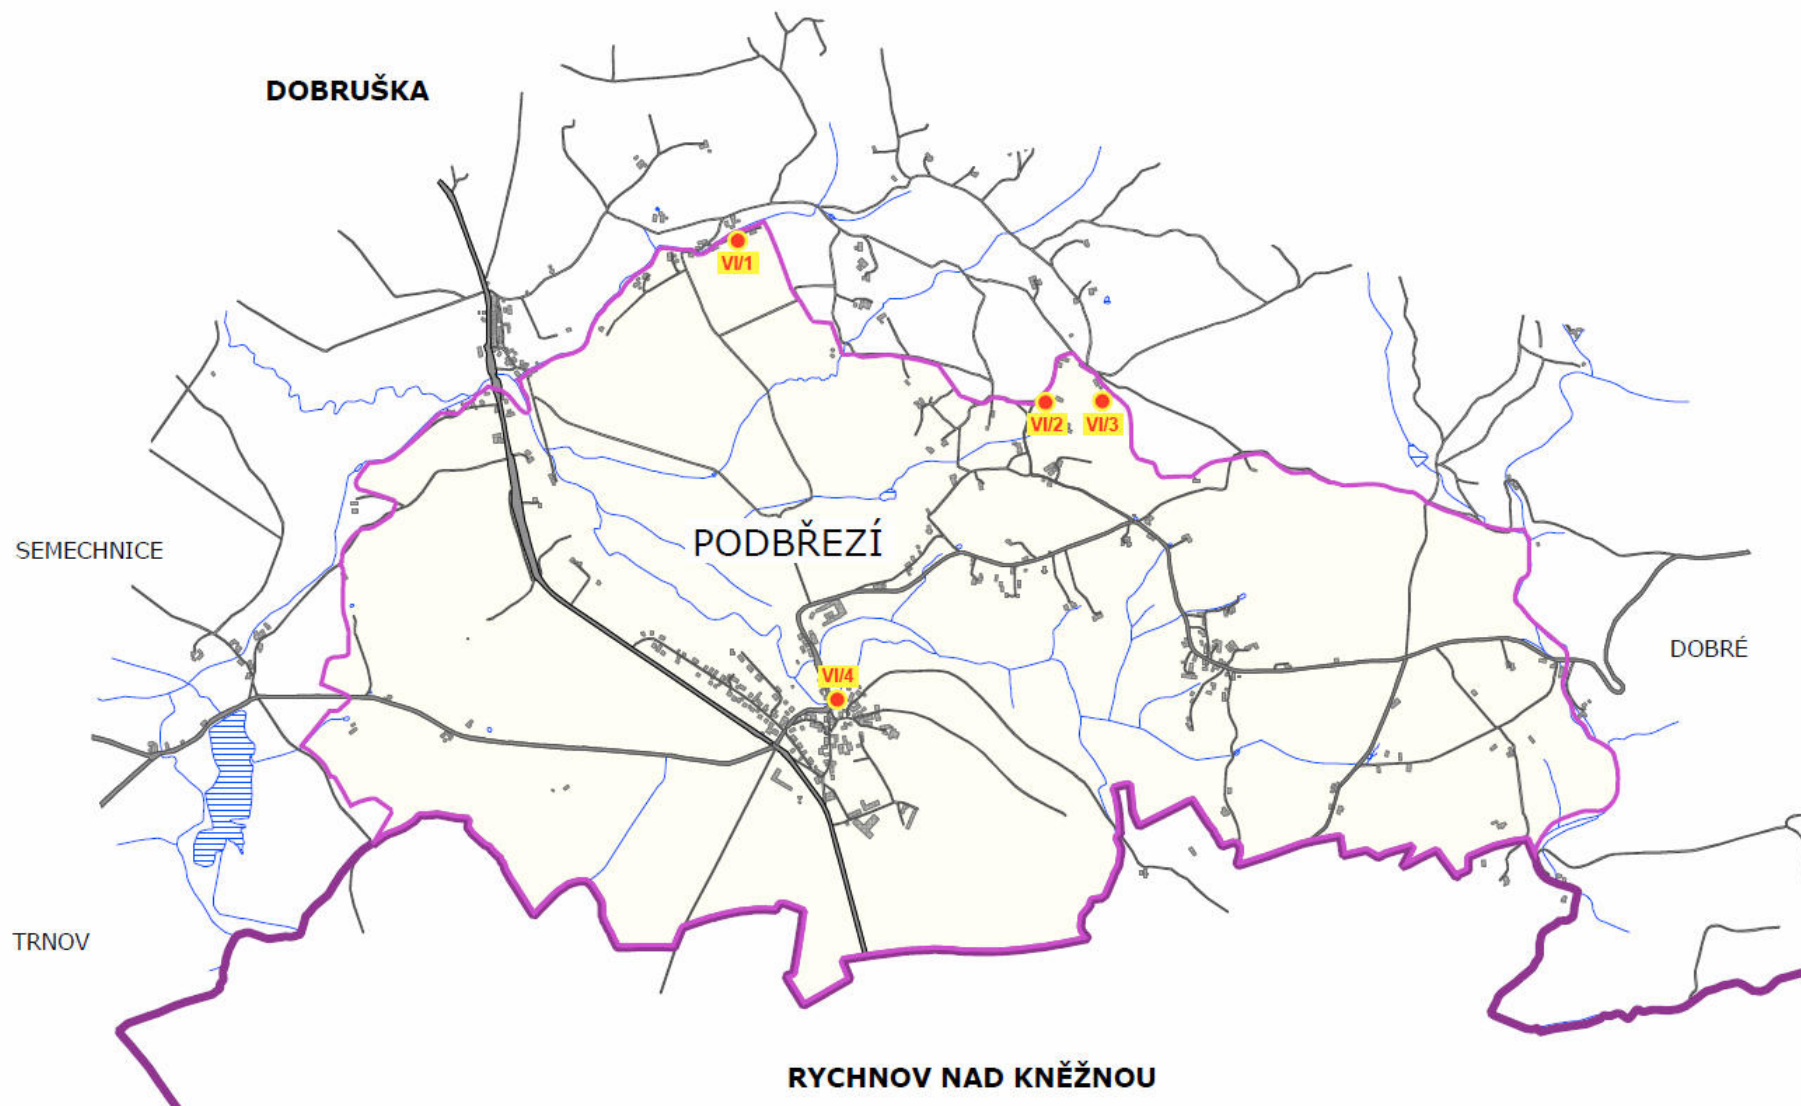 DOBRUŠKA
VI/1
VI/2
VI/3
PODBŘEZÍ
SEMECHNICE
DOBRÉ
VI/4
TRNOV
RYCHNOV NAD KNĚŽNOU